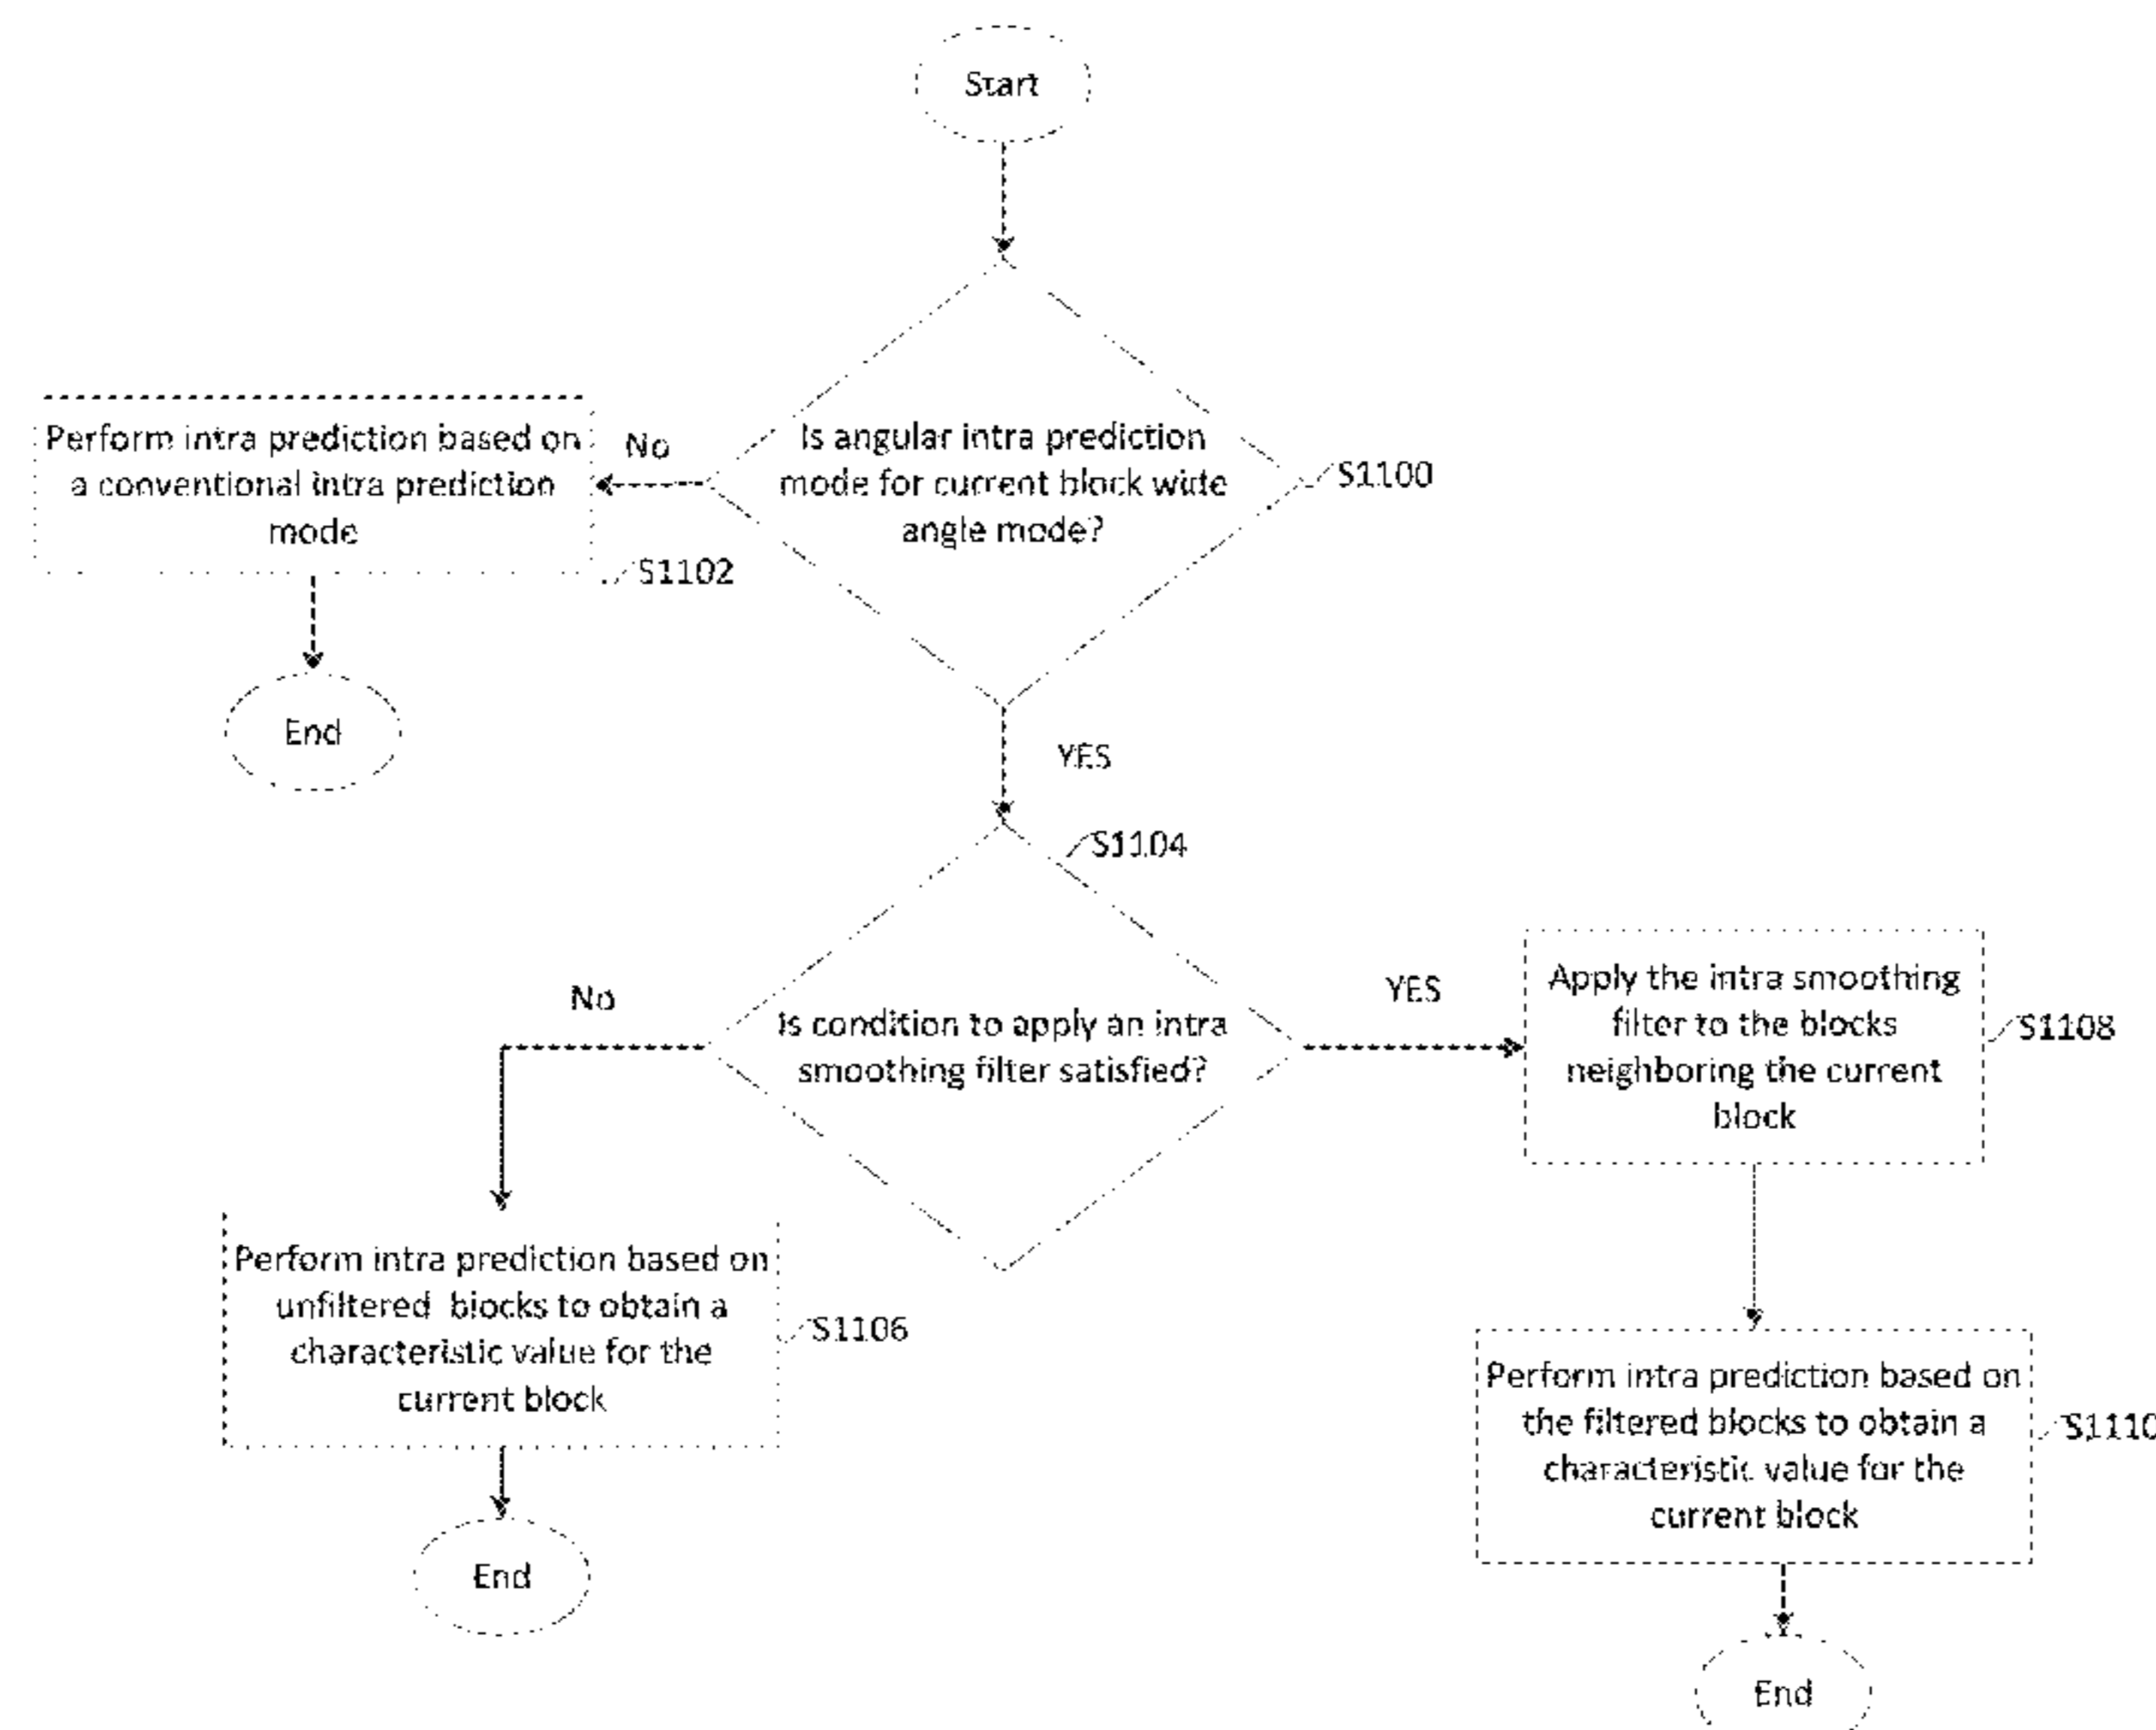 Start
Is angular intra prediction
mode for current block wide
angle mode?
S1100
No
Perform intra prediction based on
a conventional intra prediction
mode
S1102
End
YES
S1104
Is condition to apply an intra
smoothing filter satisfied?
No
YES
Apply the intra smoothing
filter to the blocks
neighboring the current
block
S1108
Perform intra prediction based on
unfiltered blocks to obtain a
characteristic value for the
current block
S1106
End
Perform intra prediction based on
the filtered blocks to obtain a
characteristic value for the
current block
S1110
End